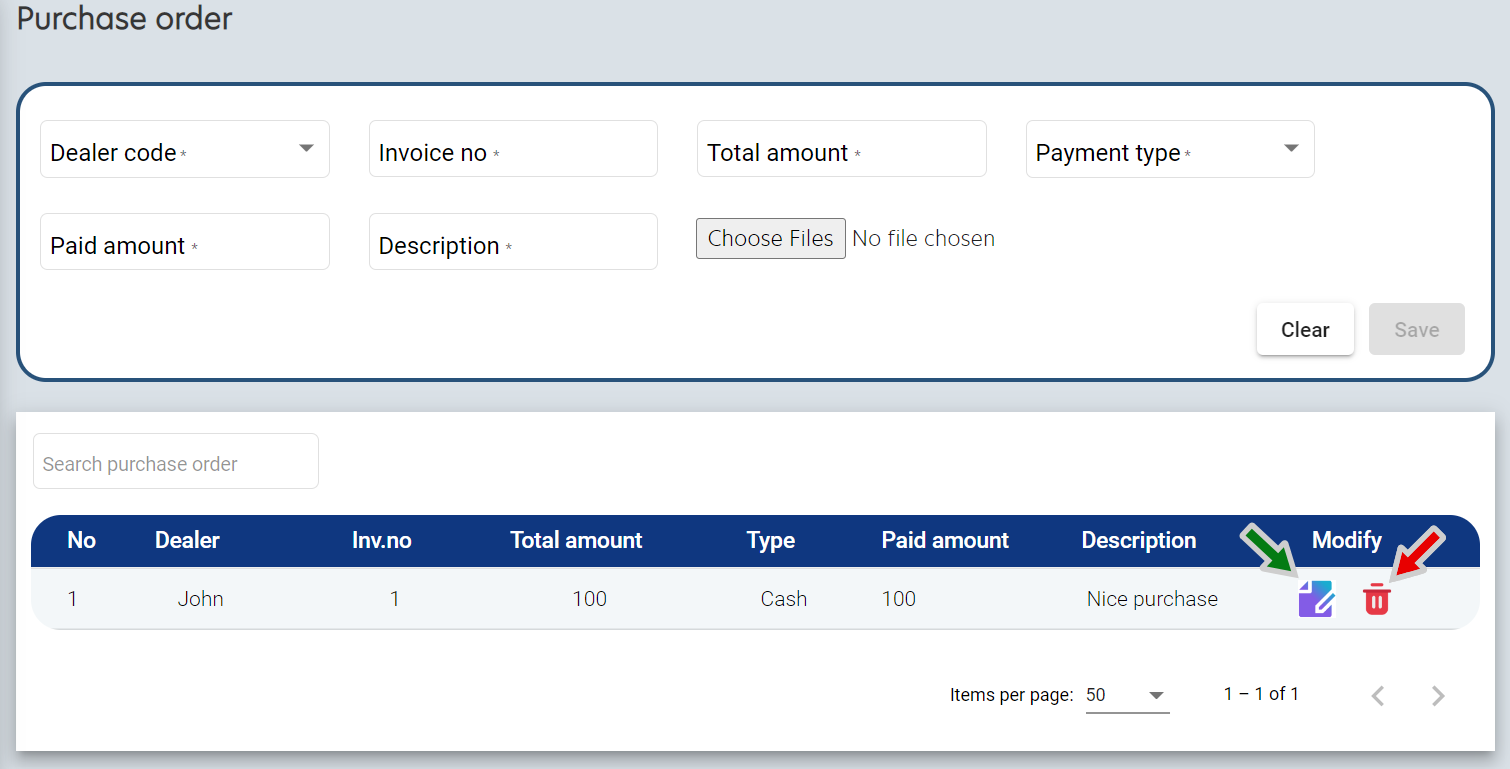 Purchase order
Dealer code * Invoice no * Total amount * Payment type *
Paid amount * Description * Choose Files No file chosen
Clear Save
Search purchase order
No Dealer Inv.no Total amount Type Paid amount Description Modify
1 John 1 100 Cash 100 Nice purchase
Items per page: 50 1 – 1 of 1